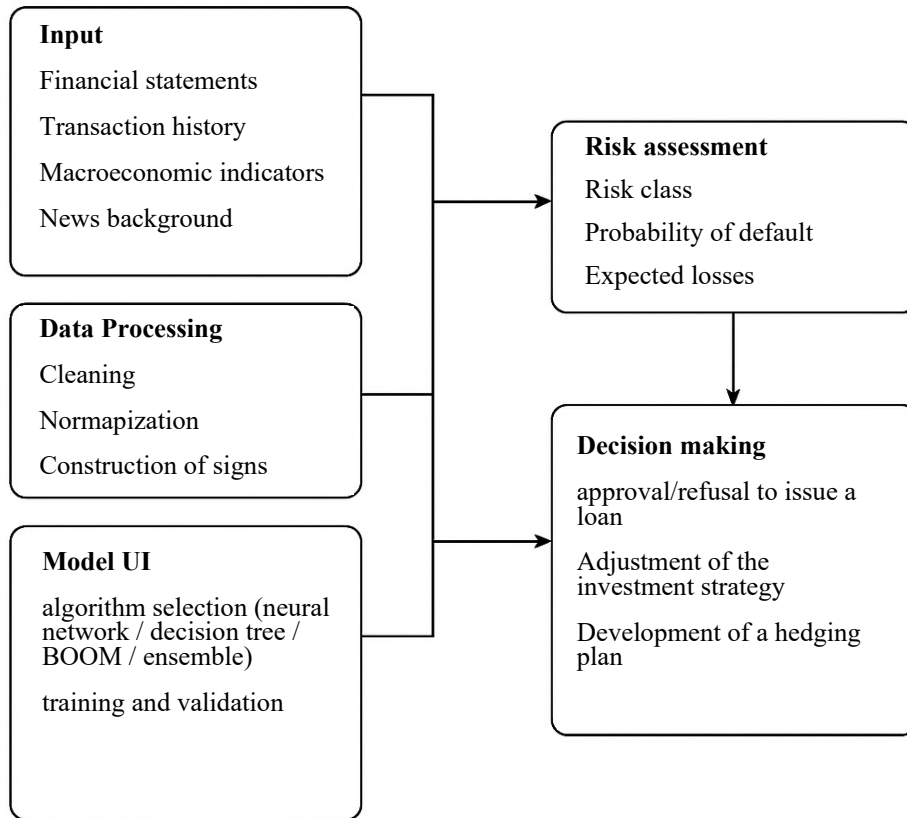 Input
Financial statements
Transaction history
Macroeconomic indicators
News background
Data Processing
Cleaning
Normapization
Construction of signs
Model UI
algorithm selection (neural
network / decision tree /
BOOM / ensemble)
training and validation
Risk assessment
Risk class
Probability of default
Expected losses
Decision making
approval/refusal to issue a
loan
Adjustment of the
investment strategy
Development of a hedging
plan